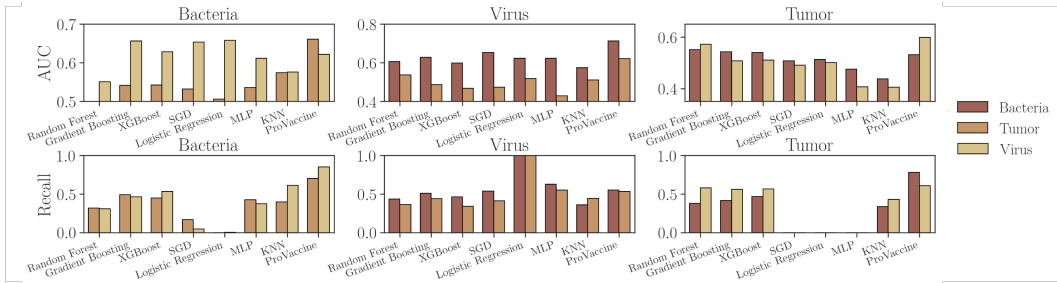 Bacteria
Virus
Tumor
AUC
0.7
0.6
0.5
0.8
0.6
0.4
0.6
0.4
Random Forest
Gradient Boosting
XGBoost
SGD
Logistic Regression
MLP
KNN
ProVaccine
Random Forest
Gradient Boosting
XGBoost
SGD
Logistic Regression
MLP
KNN
ProVaccine
Random Forest
Gradient Boosting
XGBoost
SGD
Logistic Regression
MLP
KNN
ProVaccine
Bacteria
Tumor
Virus
Bacteria
Virus
Tumor
Recall
1.0
0.5
0.0
1.0
0.5
0.0
1.0
0.5
0.0
Random Forest
Gradient Boosting
XGBoost
SGD
Logistic Regression
MLP
KNN
ProVaccine
Random Forest
Gradient Boosting
XGBoost
SGD
Logistic Regression
MLP
KNN
ProVaccine
Random Forest
Gradient Boosting
XGBoost
SGD
Logistic Regression
MLP
KNN
ProVaccine